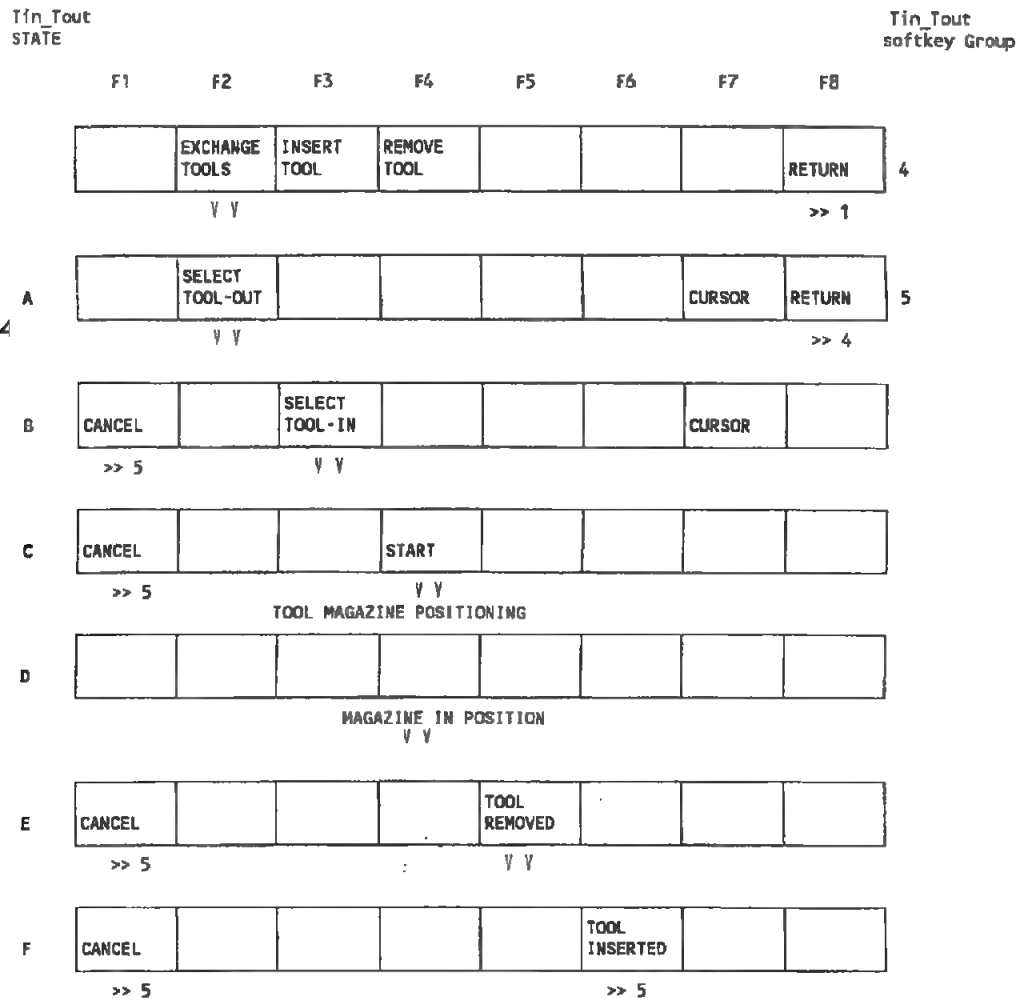 Tin_Tout Tin_Tout
STATE softkey Group
F1 F2 F3 F4 F5 F6 F7 F8
EXCHANGE INSERT REMOVE
TOOLS TOOL TOOL RETURN 4
V V >> 1
SELECT
A TOOL-OUT CURSOR RETURN 5
4
V V >> 4
SELECT
B CANCEL TOOL-IN CURSOR
>> 5 V V
C CANCEL START
>> 5 V V
TOOL MAGAZINE POSITIONING
D
MAGAZINE IN POSITION
V V
TOOL
E CANCEL REMOVED
>> 5 V V
TOOL
F CANCEL INSERTED
>> 5 >> 5